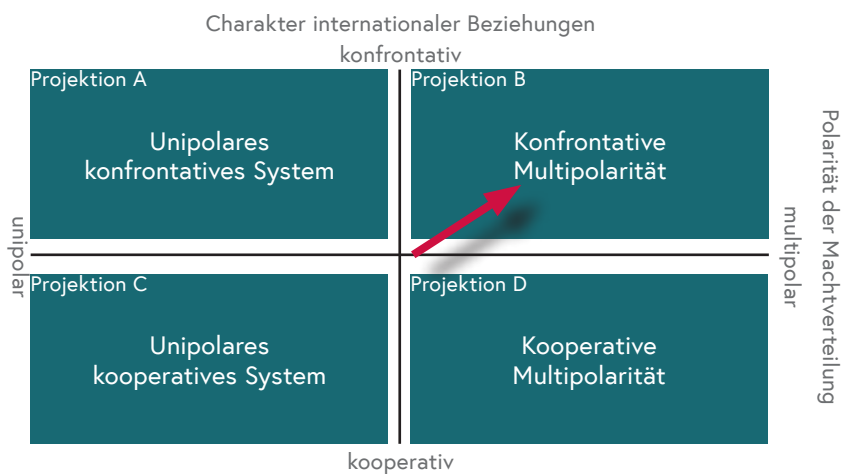 Charakter internationaler Beziehungen
konfrontativ
Projektion A
Unipolares
konfrontatives System
Projektion B
Konfrontative
Multipolarität
unipolar
multipolar
Polarität der Machtverteilung
Projektion C
Unipolares
kooperatives System
Projektion D
Kooperative
Multipolarität
kooperativ